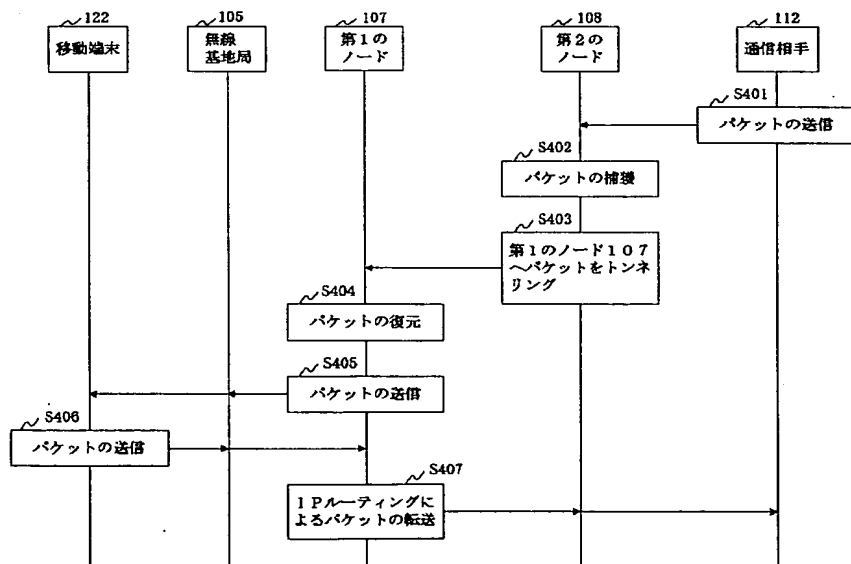 122
105
107
108
112
移動端末
無線
基地局
第1の
ノード
第2の
ノード
通信相手
S401
パケットの送信
S402
パケットの捕獲
S403
第1のノード107
へパケットをトンネ
リング
S404
パケットの復元
S405
パケットの送信
S406
パケットの送信
S407
IPルーティングに
よるパケットの転送